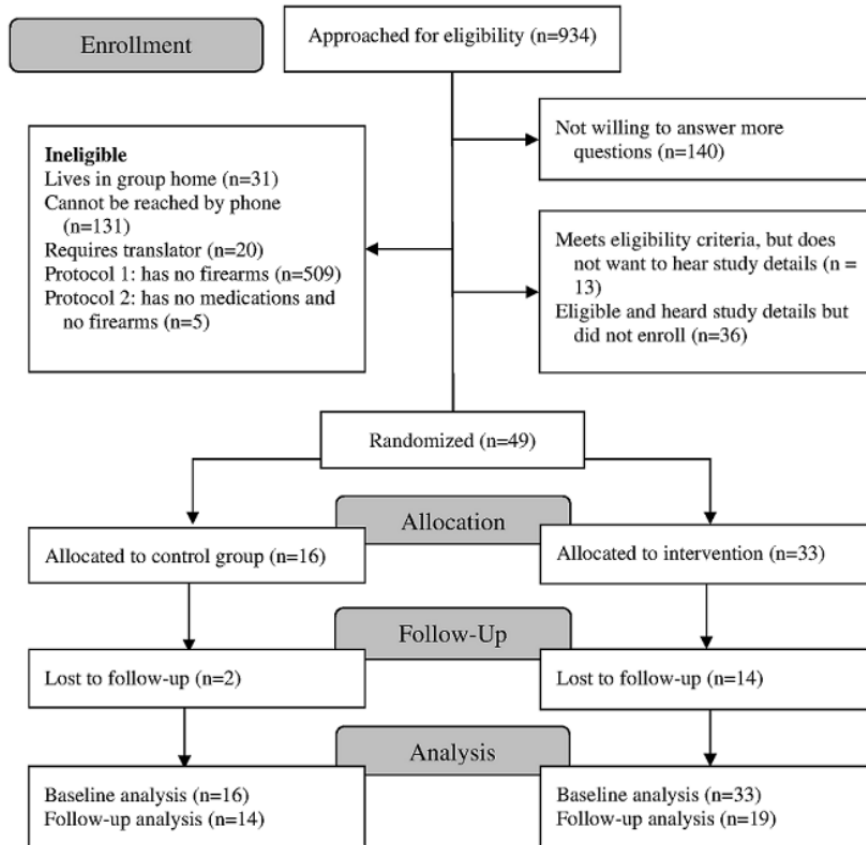 Enrollment
Approached for eligibility (n=934)
Not willing to answer more
questions (n=140)
Ineligible
Lives in group home (n=31)
Cannot be reached by phone
(n=131)
Requires translator (n=20)
Protocol 1: has no firearms (n=509)
Protocol 2: has no medications and
no firearms (n=5)
Meets eligibility criteria, but does
not want to hear study details (n =
13)
Eligible and heard study details but
did not enroll (n=36)
Randomized (n=49)
Allocation
Allocated to control group (n=16)
Allocated to intervention (n=33)
Follow-Up
Lost to follow-up (n=2)
Lost to follow-up (n=14)
Analysis
Baseline analysis (n=16)
Follow-up analysis (n=14)
Baseline analysis (n=33)
Follow-up analysis (n=19)